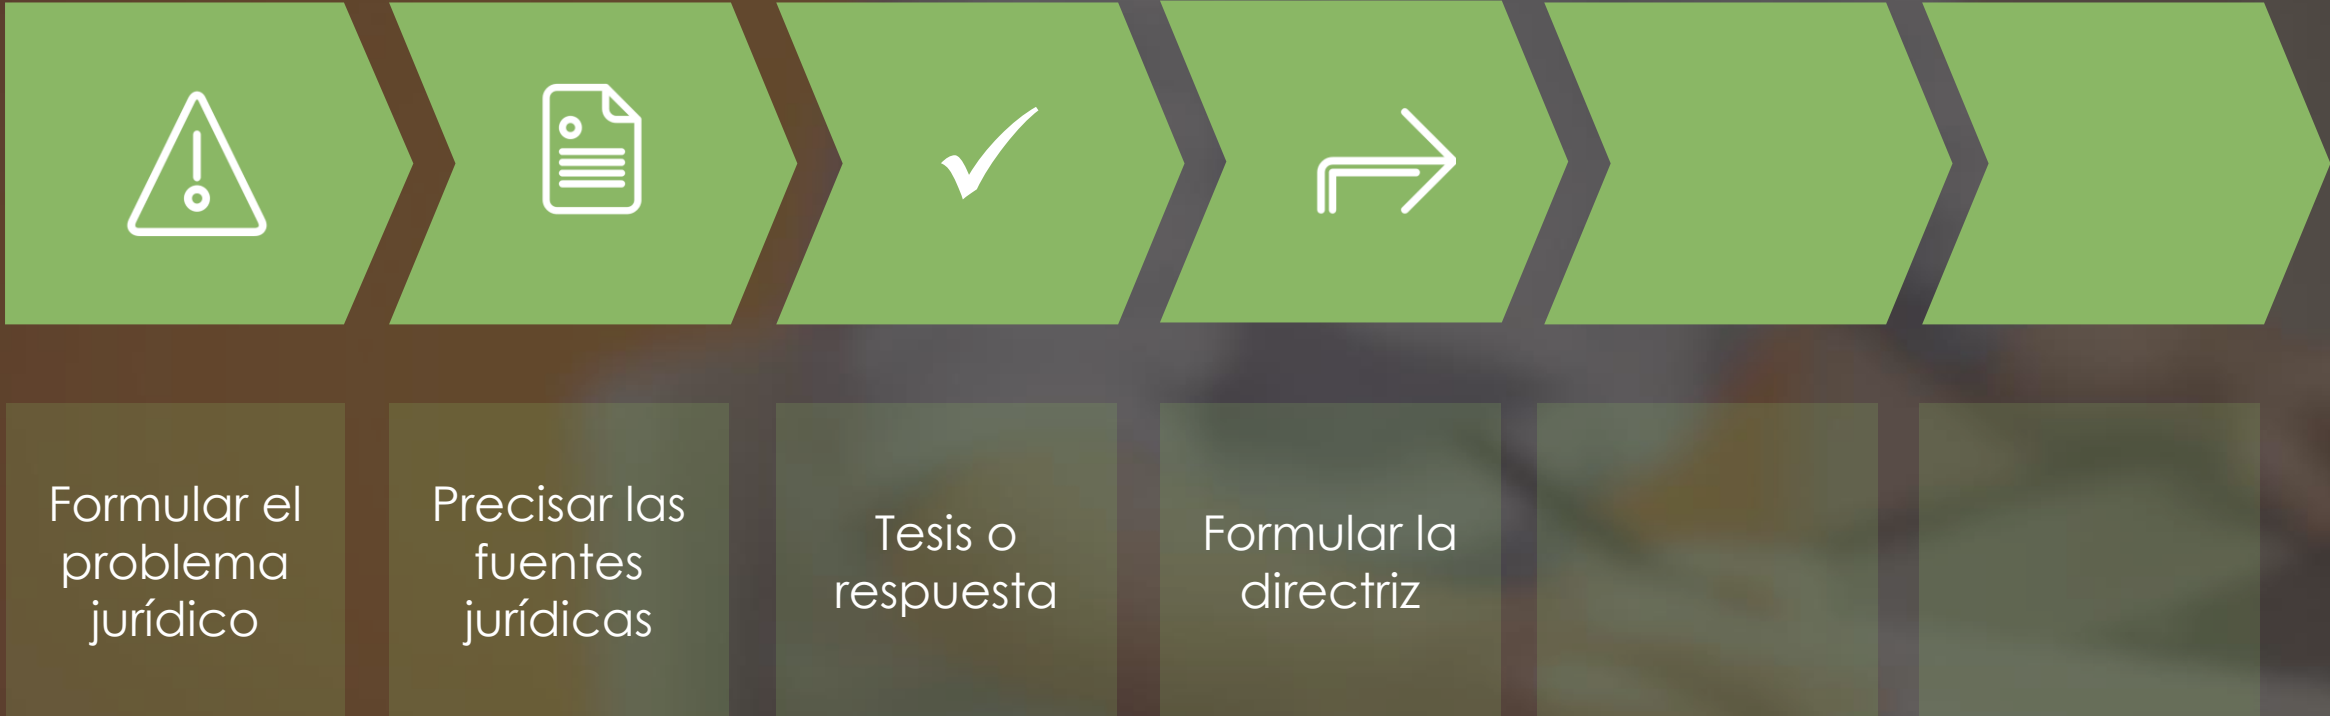 Formular el
problema
jurídico
Precisar las
fuentes
jurídicas
Tesis o
respuesta
Formular la
directriz